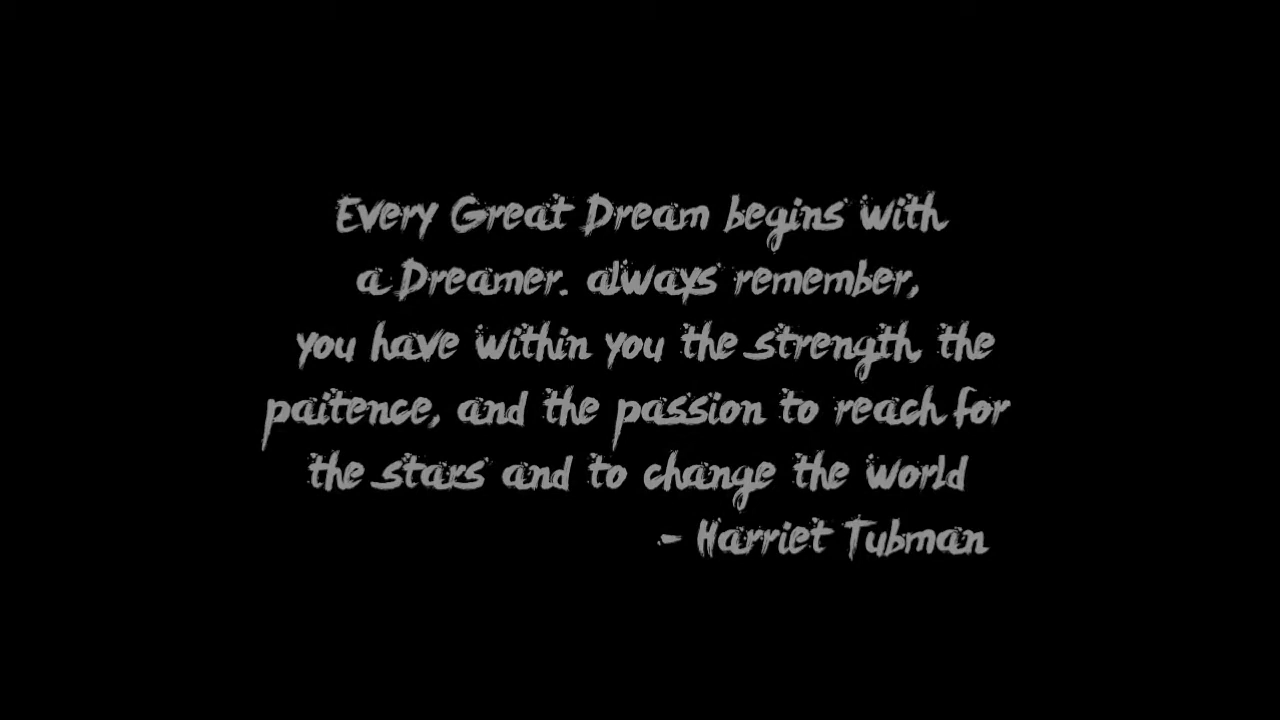 Every Great Dream begins with
a Dreamer. always remember,
you have within you the strength, the
paitence, and the passion to reach for
the stars and to change the world
- Harriet Tubman